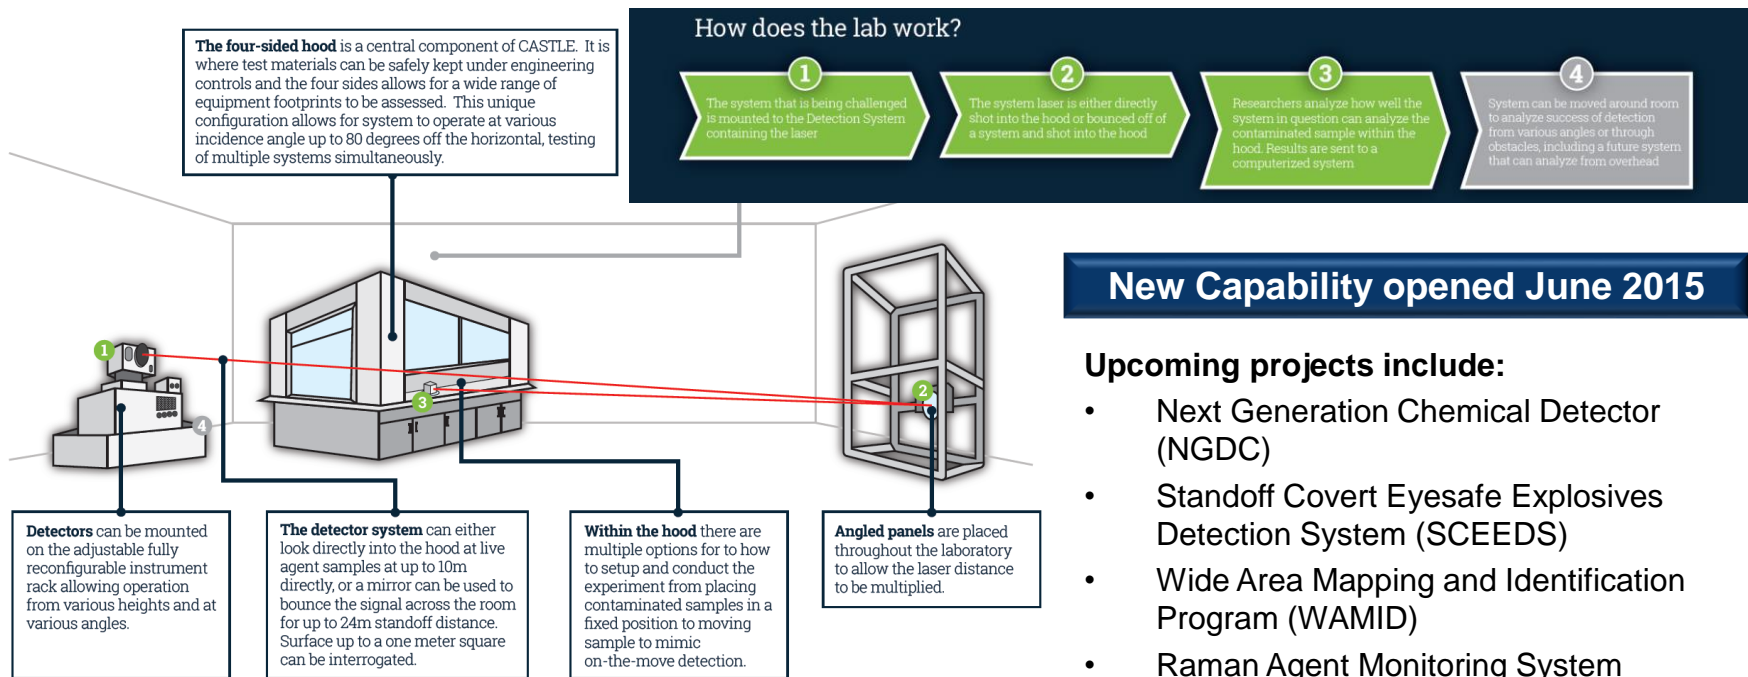 The four-sided hood is a central component of CASTLE. It is
where test materials can be safely kept under engineering
controls and the four sides allows for a wide range of
equipment footprints to be assessed. This unique
configuration allows for system to operate at various
incidence angle up to 80 degrees off the horizontal, testing
of multiple systems simultaneously.
How does the lab work?
1
The system that is being challenged
is mounted to the Detection System
containing the laser
2
The system laser is either directly
shot into the hood or bounced off of
a system and shot into the hood
3
Researchers analyze how well the
system in question can analyze the
contaminated sample within the
hood. Results are sent to a
computerized system
4
System can be moved around room
to analyze success of detection
from various angles or through
obstacles, including a future system
that can analyze from overhead
1
4
3
2
Detectors can be mounted
on the adjustable fully
reconfigurable instrument
rack allowing operation
from various heights and at
various angles.
The detector system can either
look directly into the hood at live
agent samples at up to 10m
directly, or a mirror can be used to
bounce the signal across the room
for up to 24m standoff distance.
Surface up to a one meter square
can be interrogated.
Within the hood there are
multiple options for to how
to setup and conduct the
experiment from placing
contaminated samples in a
fixed position to moving
sample to mimic
on-the-move detection.
Angled panels are placed
throughout the laboratory
to allow the laser distance
to be multiplied.
New Capability opened June 2015
Upcoming projects include:
• Next Generation Chemical Detector
(NGDC)
• Standoff Covert Eyesafe Explosives
Detection System (SCEEDS)
• Wide Area Mapping and Identification
Program (WAMID)
• Raman Agent Monitoring System